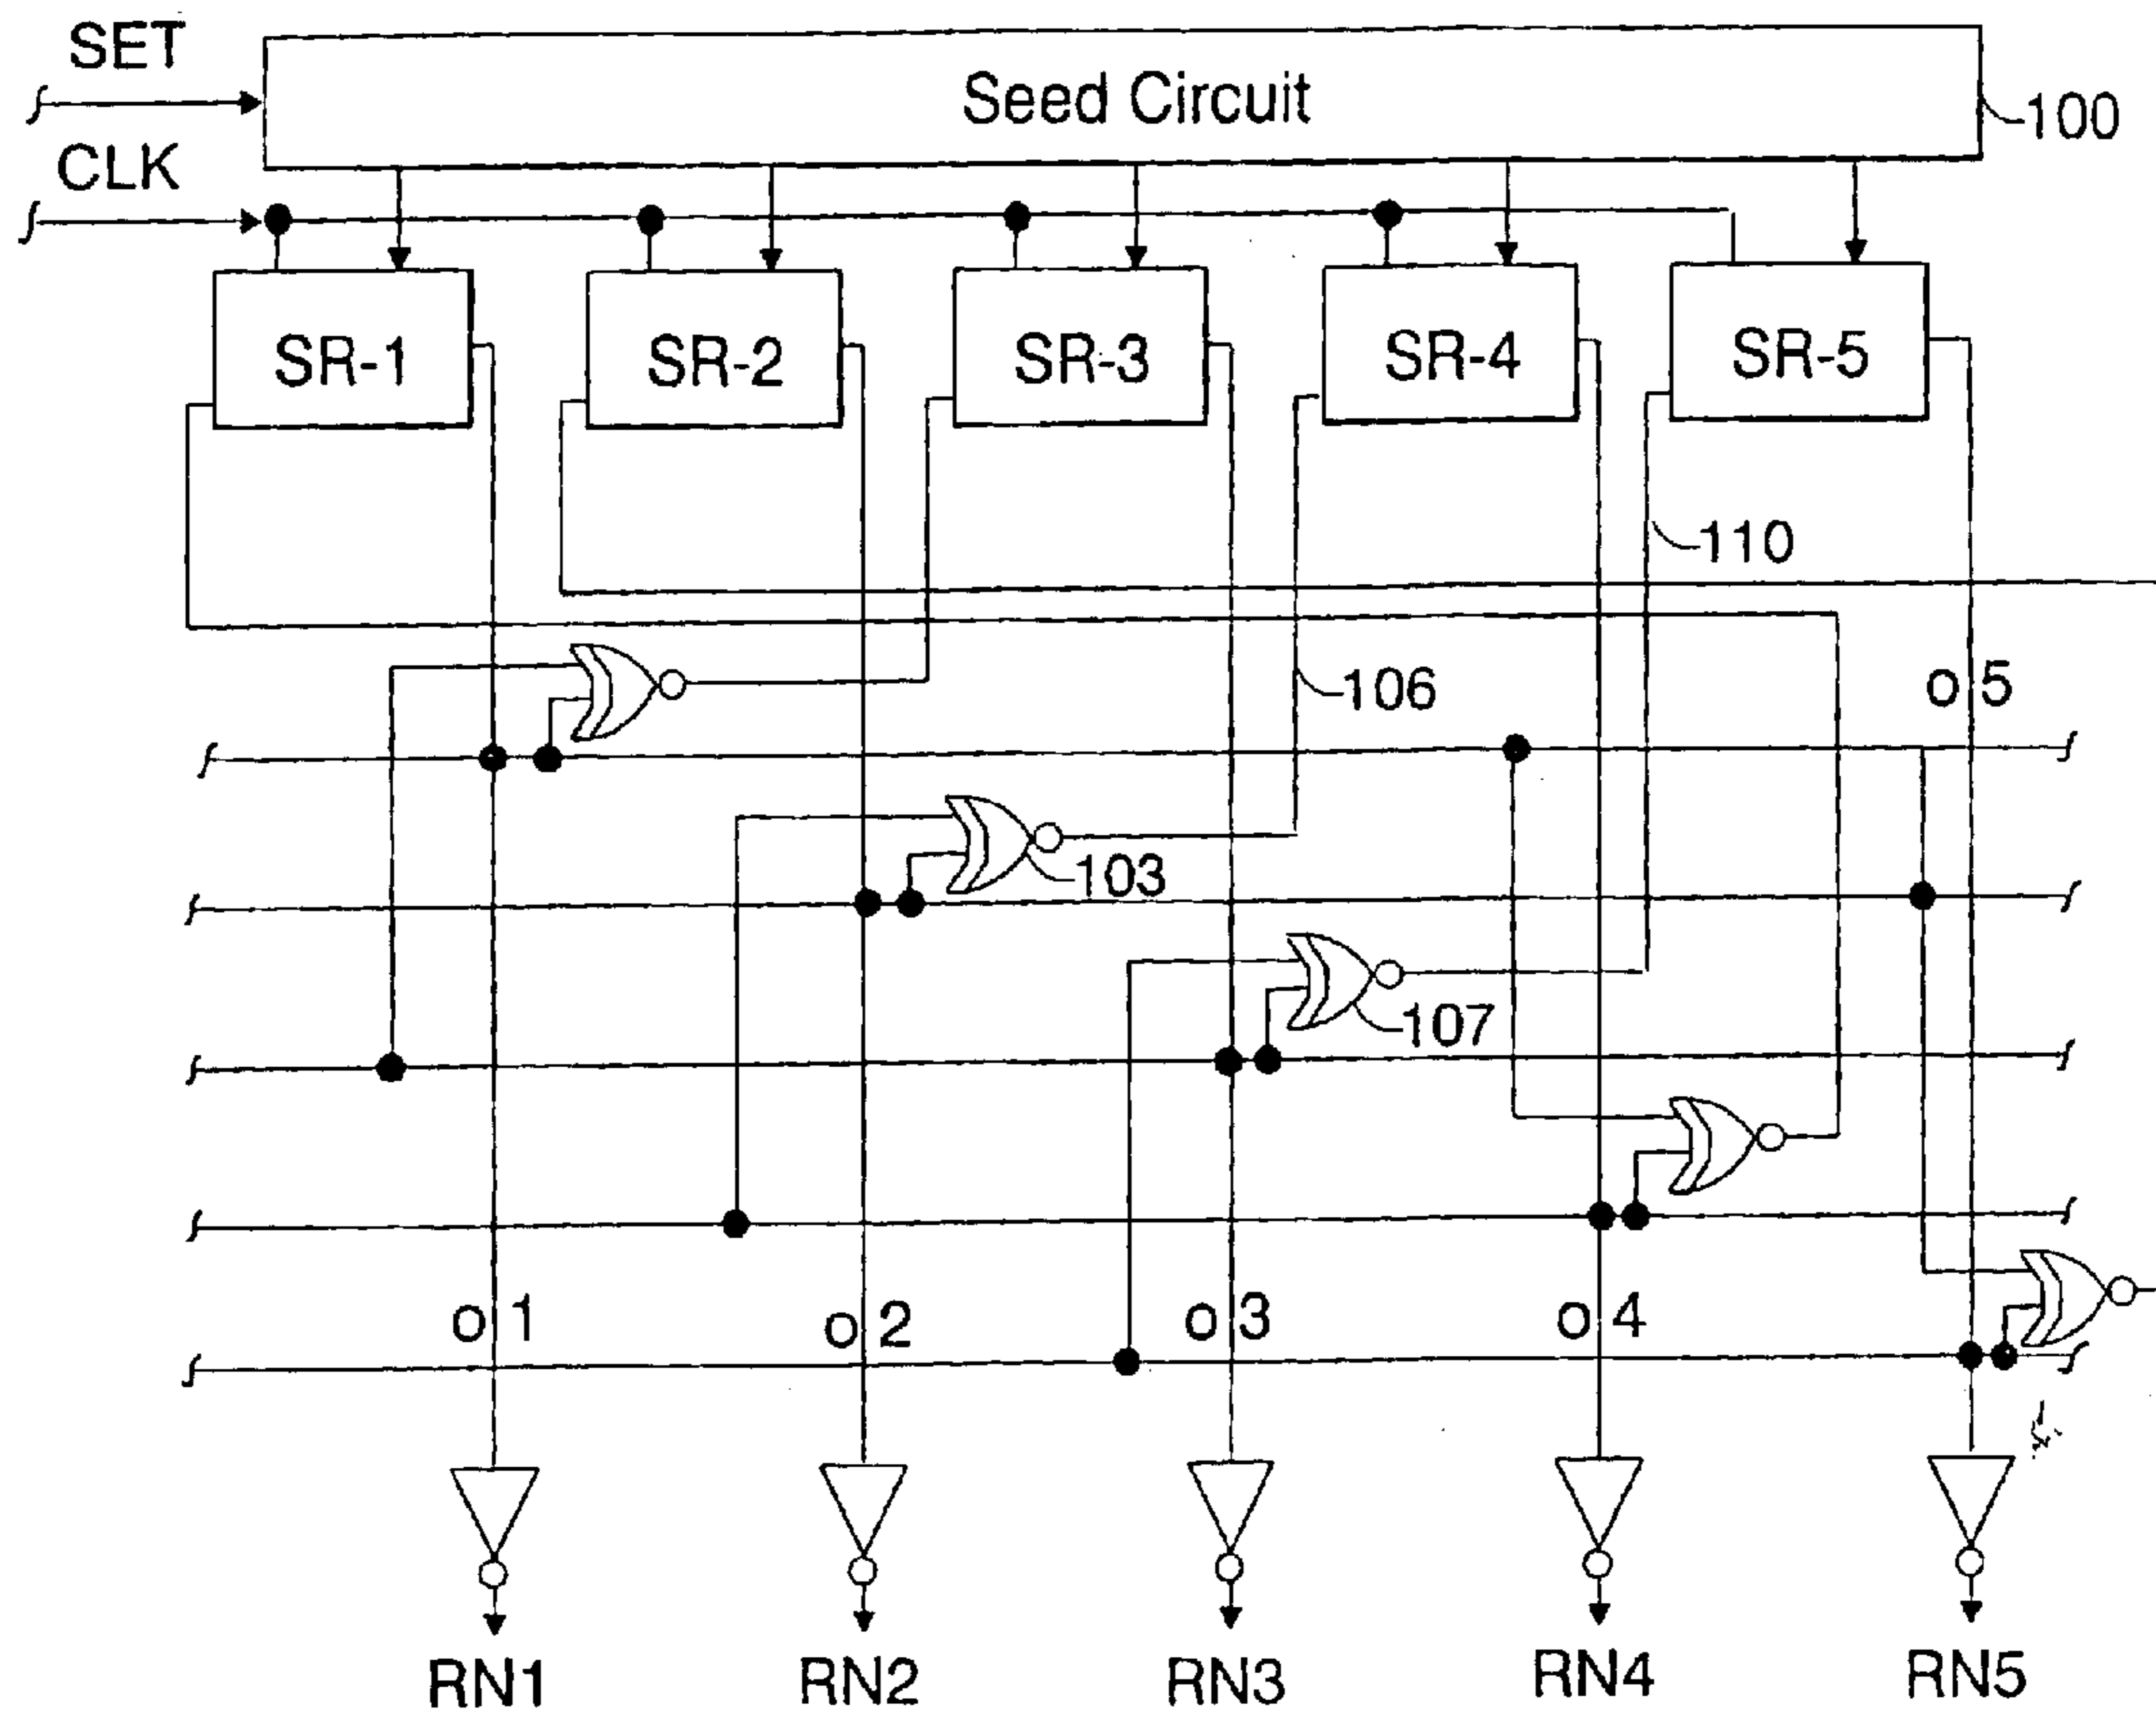 SET
Seed Circuit
100
CLK
SR-1
SR-2
SR-3
SR-4
SR-5
110
106
o 5
103
107
o 1
o 2
o 3
o 4
RN1
RN2
RN3
RN4
RN5